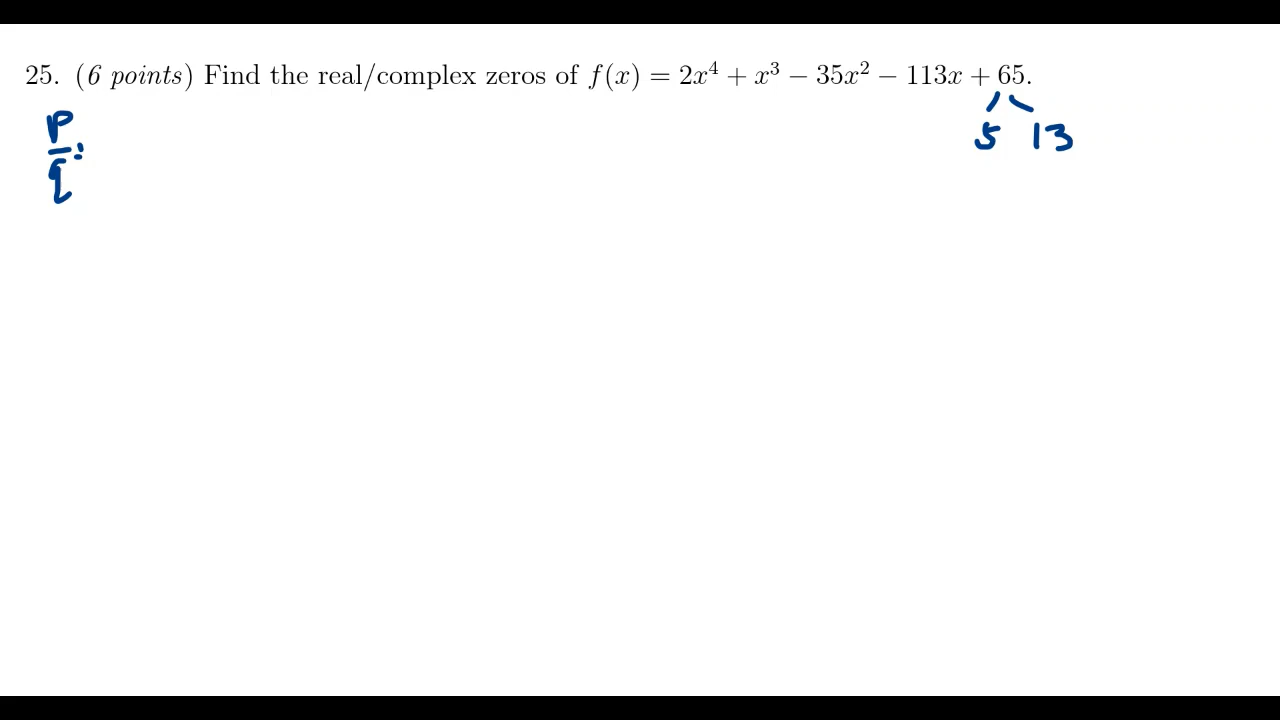 25. (6 points) Find the real/complex zeros of f(x) = 2x⁴ + x³ − 35x² − 113x + 65.
p/q:
5 13